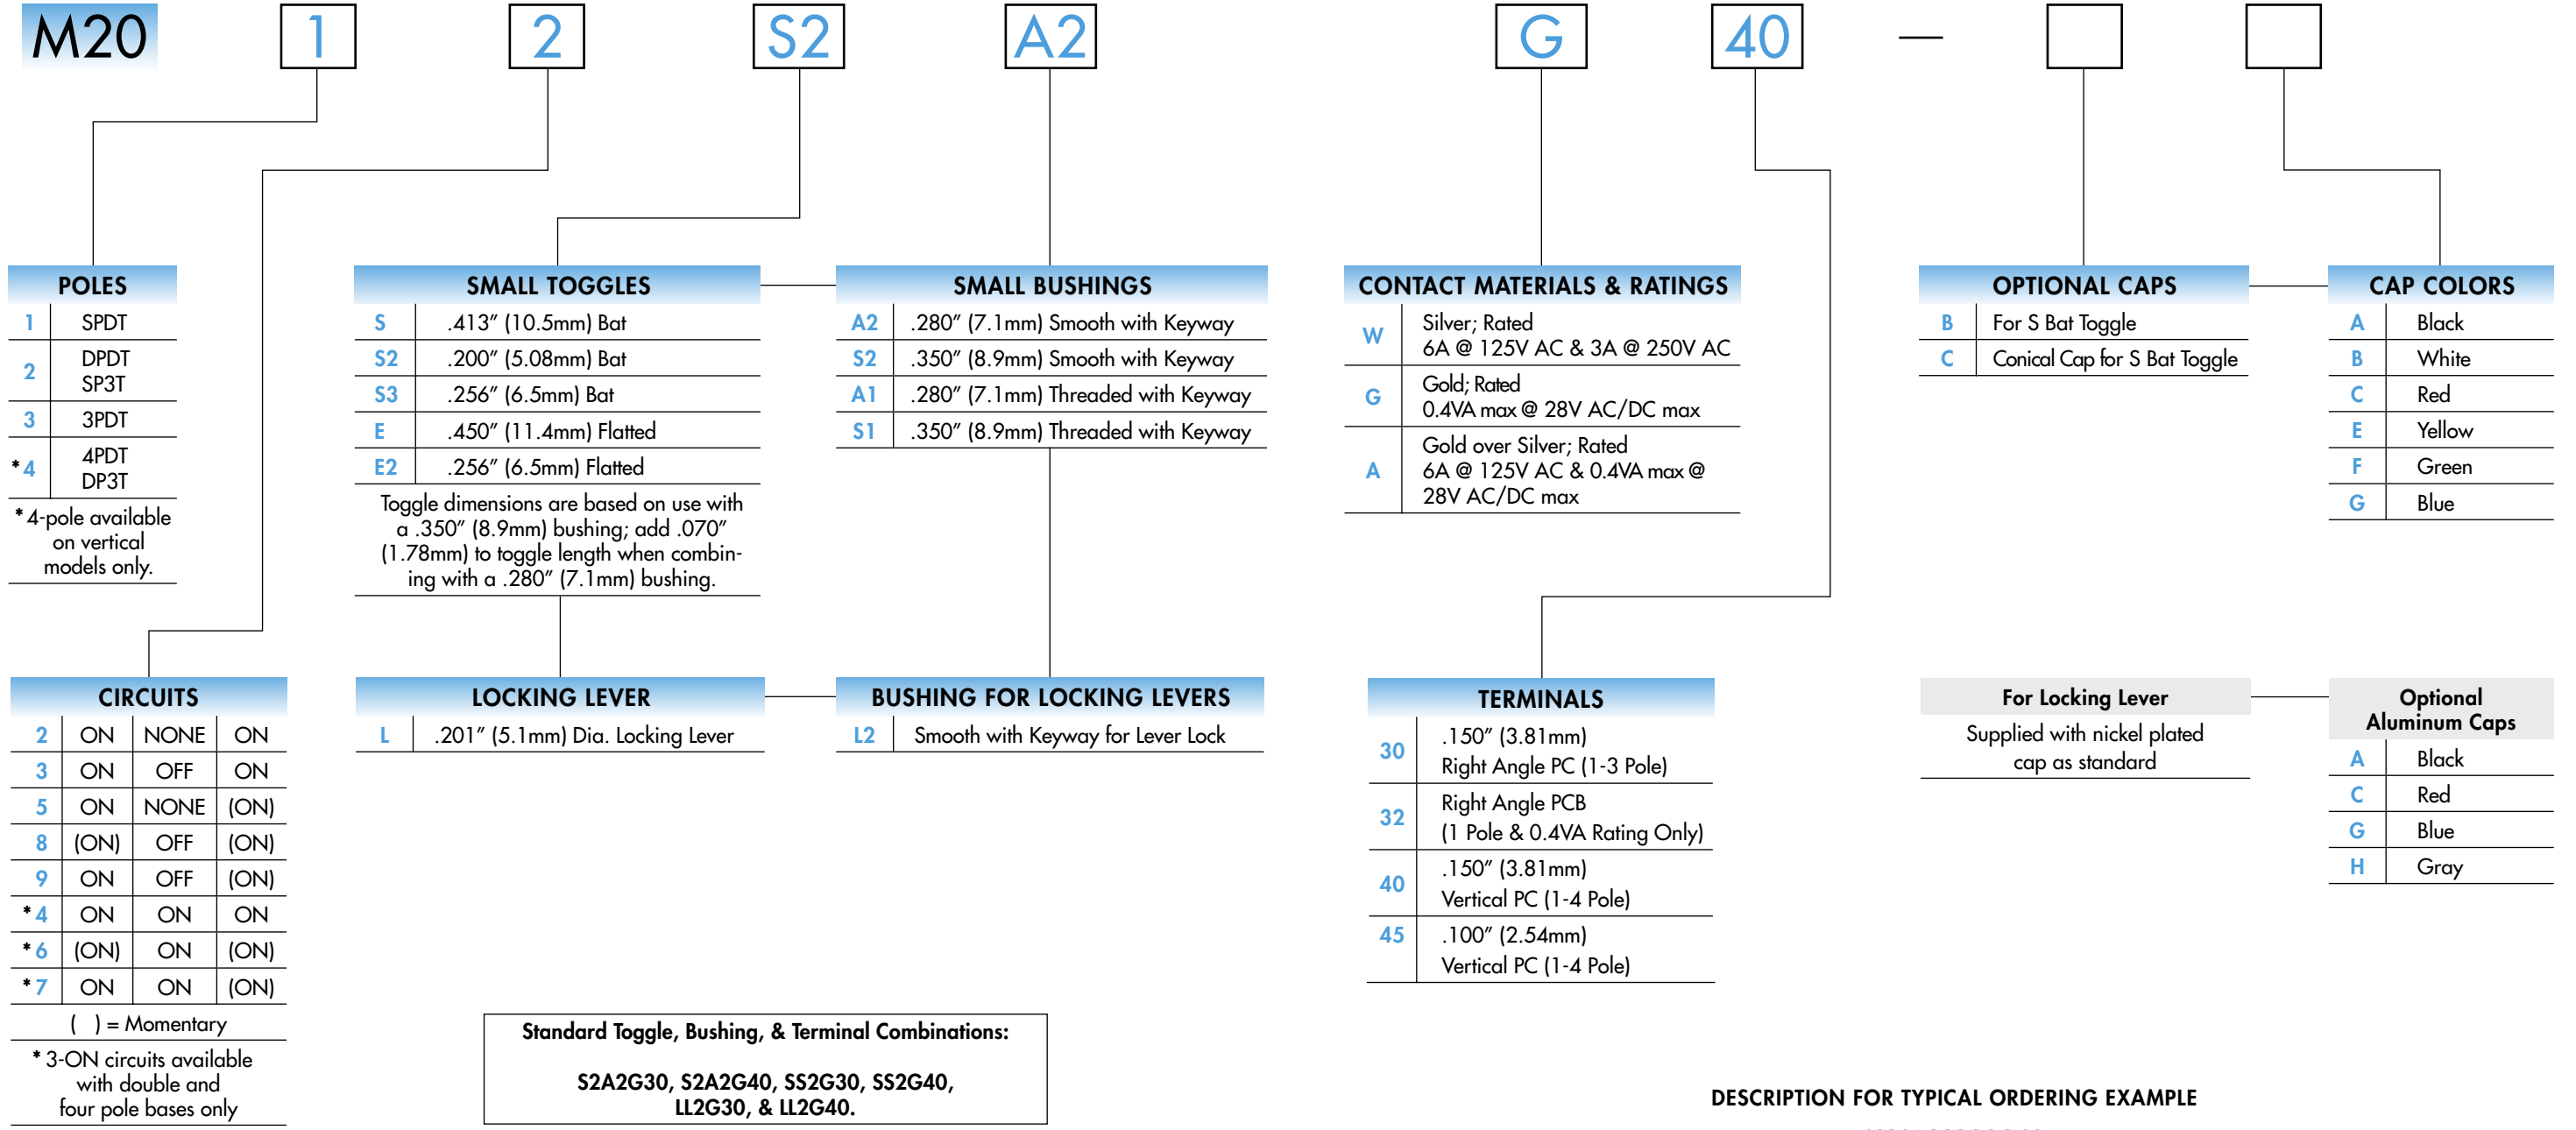 M20 1 2 S2 A2 G 40 —
POLES
1 SPDT
2 DPDT
SP3T
3 3PDT
*4 4PDT
DP3T
* 4-pole available
on vertical
models only.
SMALL TOGGLES
S .413" (10.5mm) Bat
S2 .200" (5.08mm) Bat
S3 .256" (6.5mm) Bat
E .450" (11.4mm) Flatted
E2 .256" (6.5mm) Flatted
Toggle dimensions are based on use with
a .350" (8.9mm) bushing; add .070"
(1.78mm) to toggle length when combin-
ing with a .280" (7.1mm) bushing.
SMALL BUSHINGS
A2 .280" (7.1mm) Smooth with Keyway
S2 .350" (8.9mm) Smooth with Keyway
A1 .280" (7.1mm) Threaded with Keyway
S1 .350" (8.9mm) Threaded with Keyway
CONTACT MATERIALS & RATINGS
W Silver; Rated
6A @ 125V AC & 3A @ 250V AC
G Gold; Rated
0.4VA max @ 28V AC/DC max
A Gold over Silver; Rated
6A @ 125V AC & 0.4VA max @
28V AC/DC max
OPTIONAL CAPS
B For S Bat Toggle
C Conical Cap for S Bat Toggle
CAP COLORS
A Black
B White
C Red
E Yellow
F Green
G Blue
CIRCUITS
2 ON NONE ON
3 ON OFF ON
5 ON NONE (ON)
8 (ON) OFF (ON)
9 ON OFF (ON)
*4 ON ON ON
*6 (ON) ON (ON)
*7 ON ON (ON)
( ) = Momentary
* 3-ON circuits available
with double and
four pole bases only
LOCKING LEVER
L .201" (5.1mm) Dia. Locking Lever
BUSHING FOR LOCKING LEVERS
L2 Smooth with Keyway for Lever Lock
TERMINALS
30 .150" (3.81mm)
Right Angle PC (1-3 Pole)
32 Right Angle PCB
(1 Pole & 0.4VA Rating Only)
40 .150" (3.81mm)
Vertical PC (1-4 Pole)
45 .100" (2.54mm)
Vertical PC (1-4 Pole)
For Locking Lever
Supplied with nickel plated
cap as standard
Optional
Aluminum Caps
A Black
C Red
G Blue
H Gray
Standard Toggle, Bushing, & Terminal Combinations:
S2A2G30, S2A2G40, SS2G30, SS2G40,
LL2G30, & LL2G40.
DESCRIPTION FOR TYPICAL ORDERING EXAMPLE